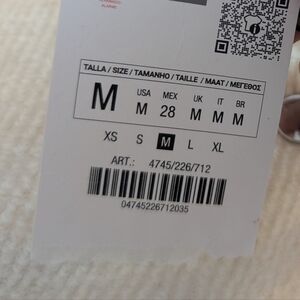 TALLA / SIZE / TAMANHO / TAILLE / MAAT / ΜΕΓΕΘΟΣ
USA MEX UK IT BR
M M 28 M M M
XS S M L XL
ART.: 4745/226/712
04745226712035